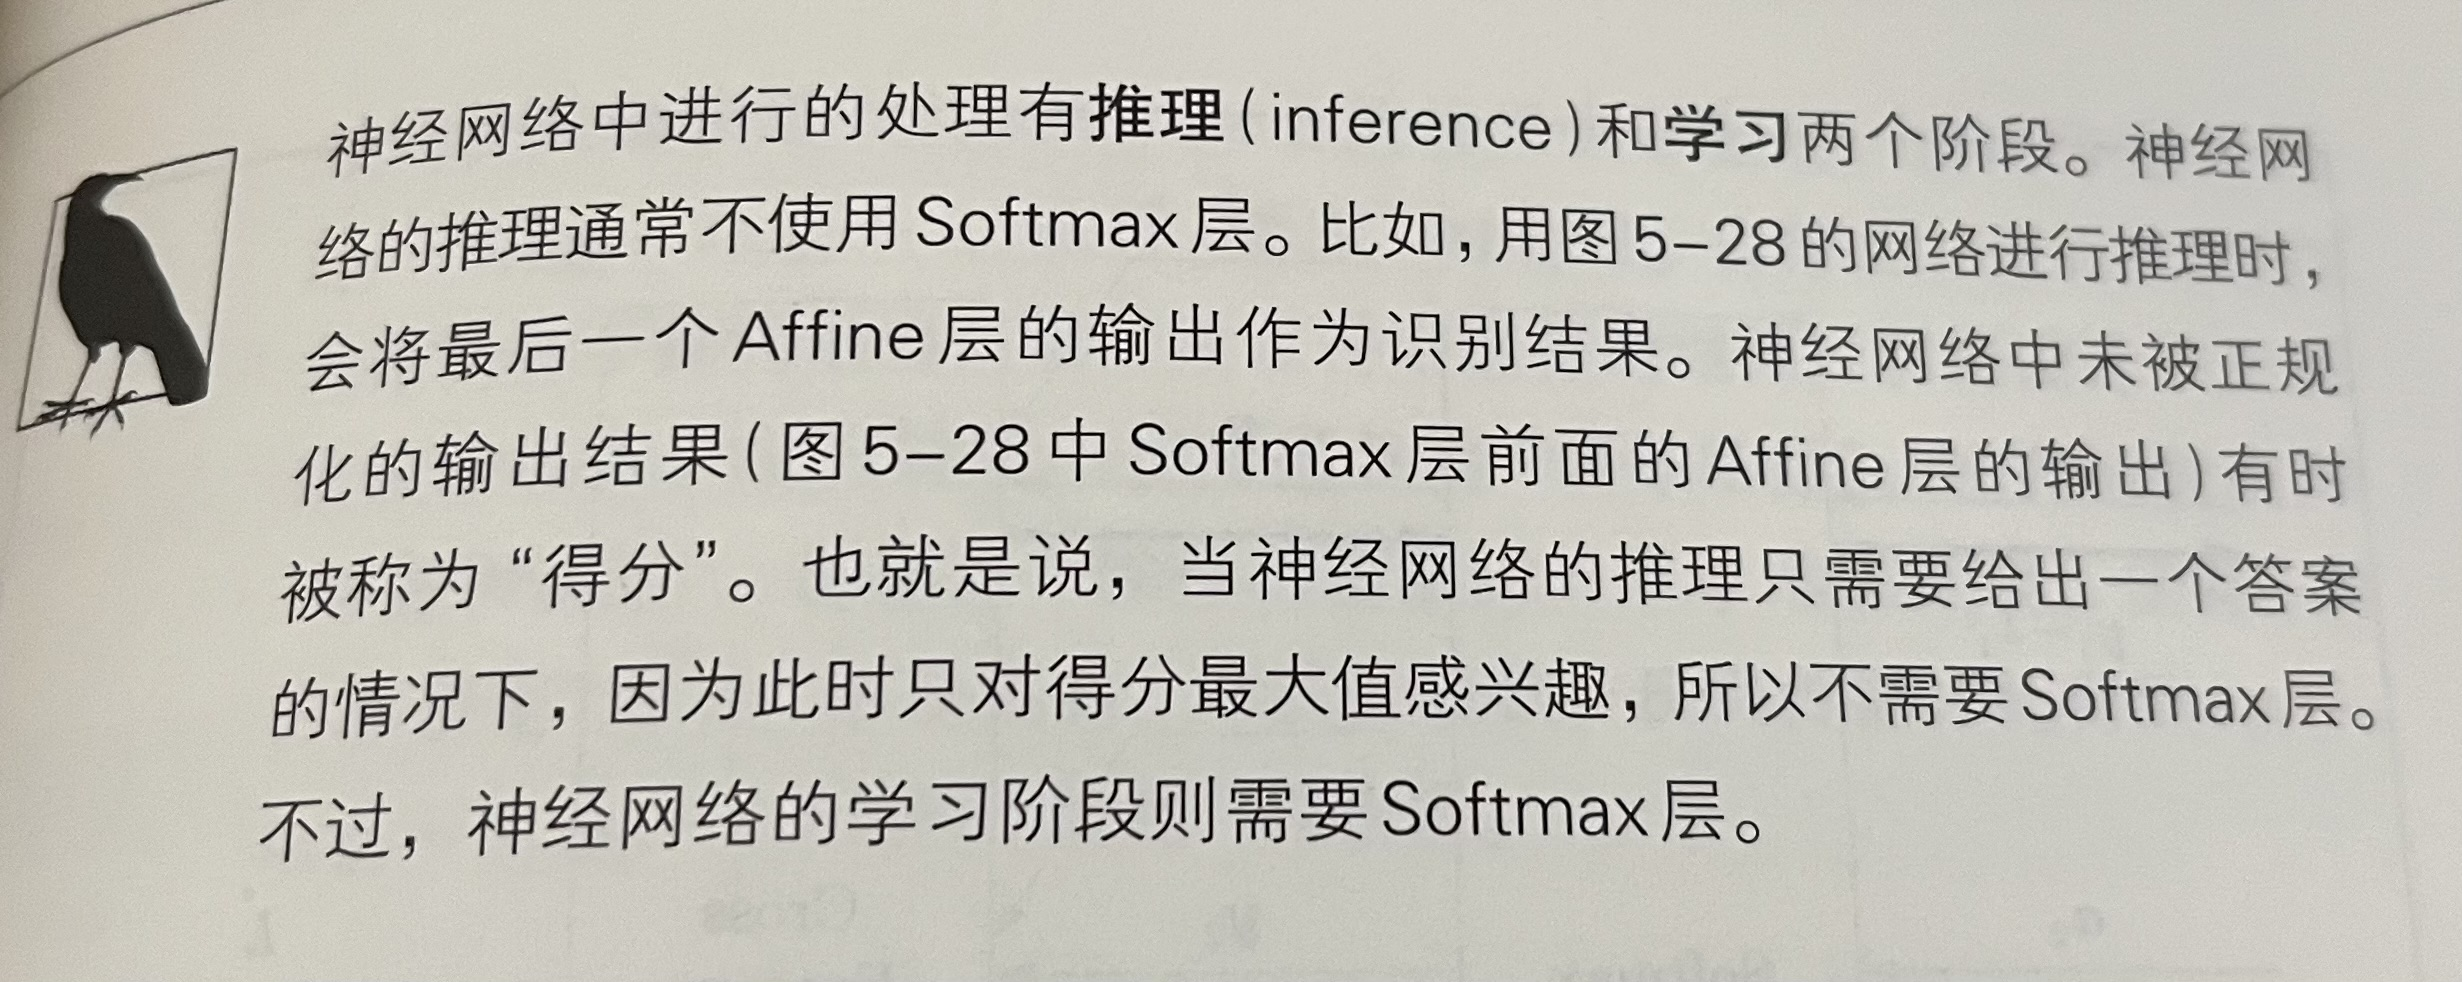 神经网络中进行的处理有推理(inference)和学习两个阶段。神经网
络的推理通常不使用 Softmax 层。比如，用图 5-28 的网络进行推理时，
会将最后一个 Affine 层的输出作为识别结果。神经网络中未被正规
化的输出结果(图 5-28 中 Softmax 层前面的 Affine 层的输出)有时
被称为“得分”。也就是说，当神经网络的推理只需要给出一个答案
的情况下，因为此时只对得分最大值感兴趣，所以不需要 Softmax 层。
不过，神经网络的学习阶段则需要 Softmax 层。